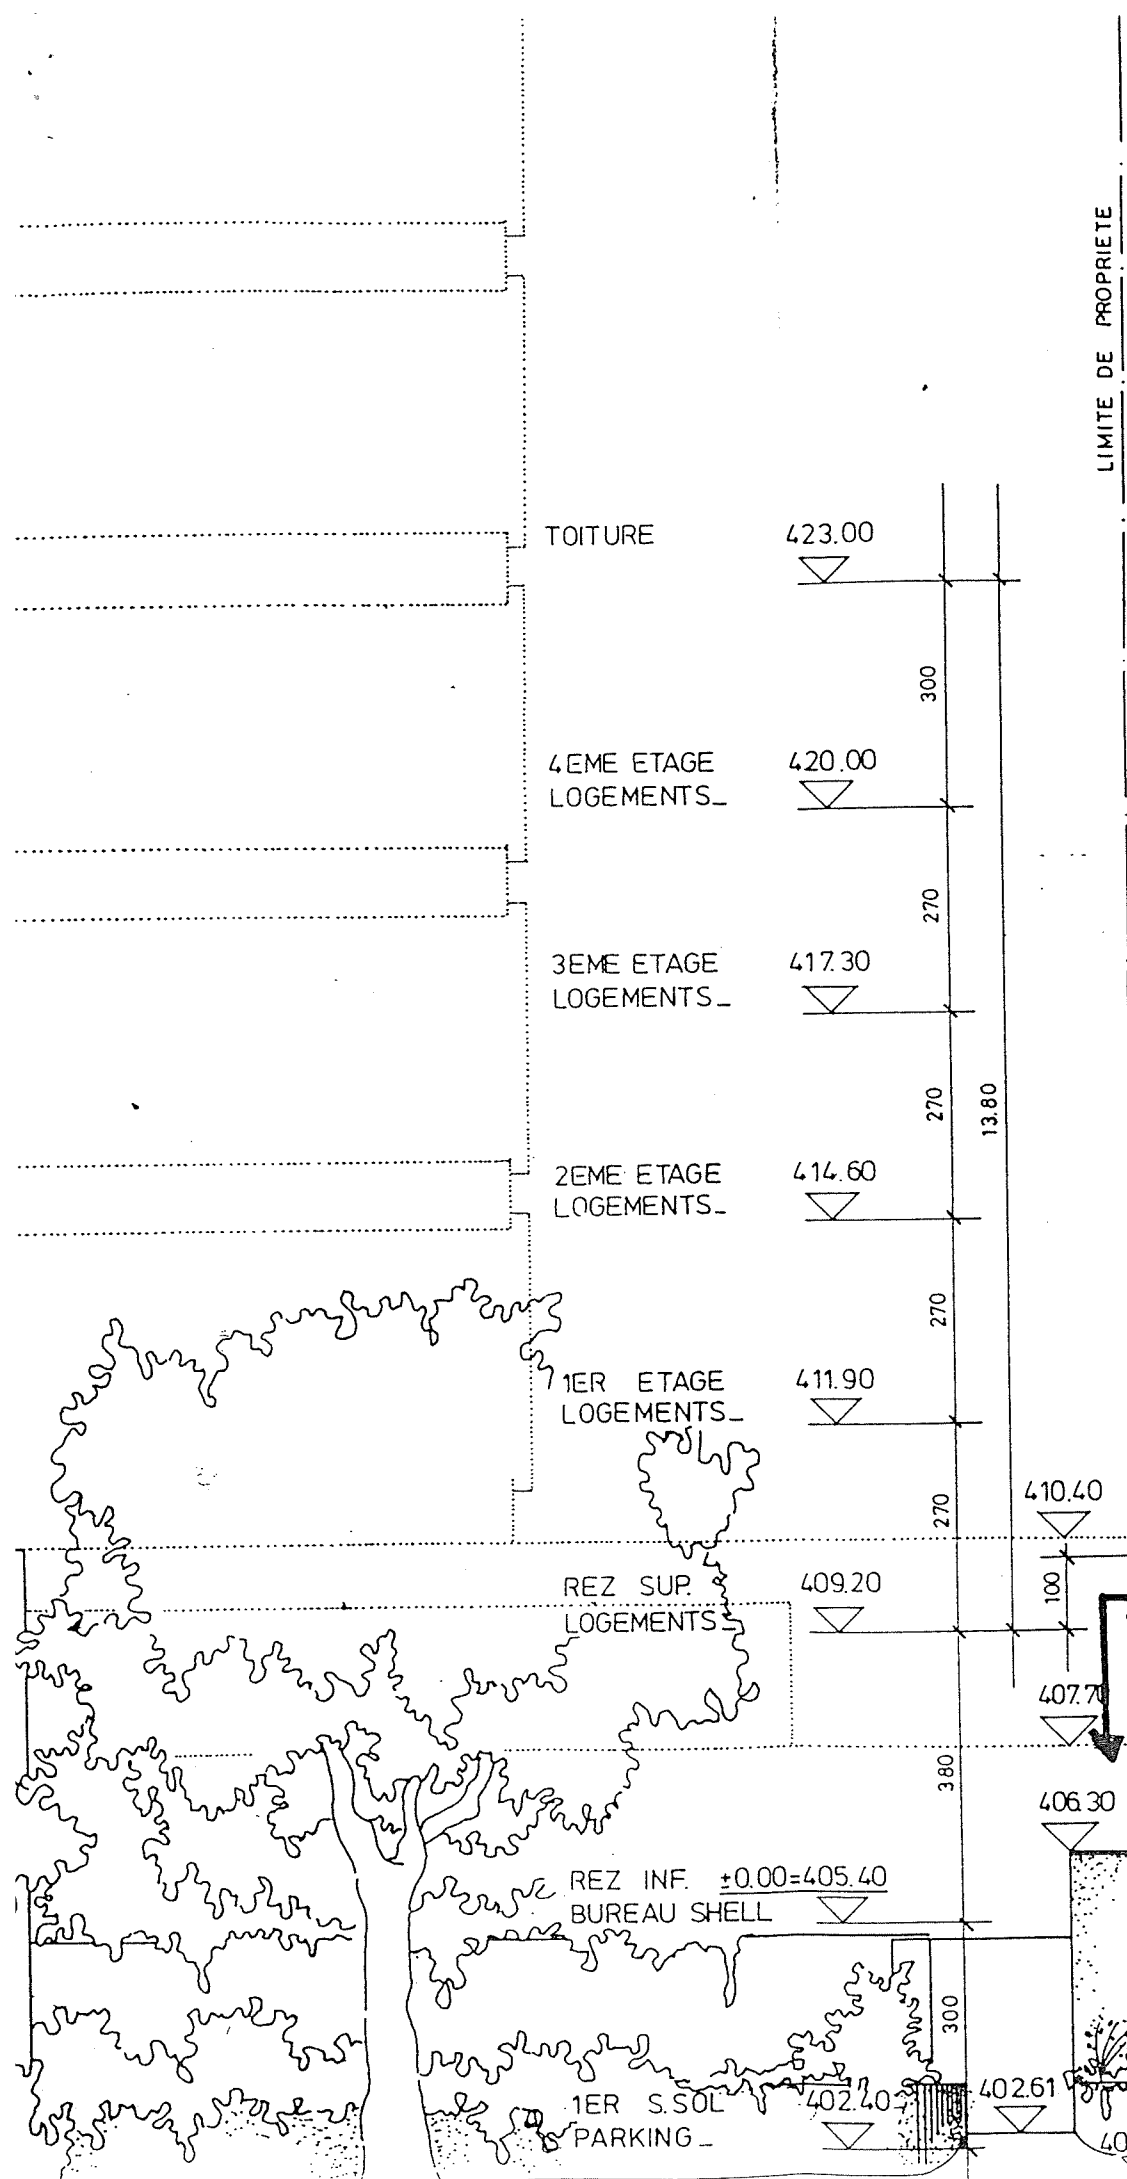 LIMITE DE PROPRIETE
TOITURE 423.00
300
4EME ETAGE 420.00
LOGEMENTS_
270
3EME ETAGE 417.30
LOGEMENTS_
270
13.80
2EME ETAGE 414.60
LOGEMENTS_
270
1ER ETAGE 411.90
LOGEMENTS_
270
410.40
REZ SUP. 409.20
LOGEMENTS_
100
407.70
380
406.30
REZ INF. ±0.00=405.40
BUREAU SHELL
300
1ER S.SOL 402.40 402.61
PARKING_